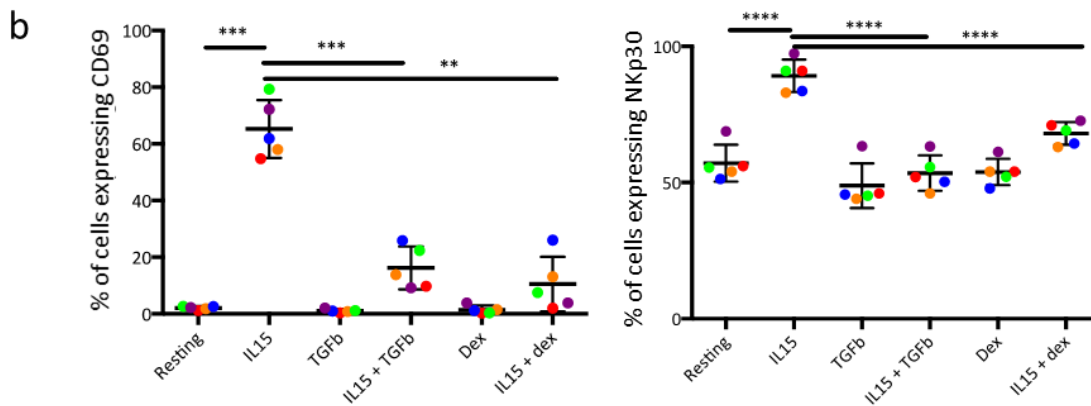 b
% of cells expressing CD69
100
80
60
40
20
0
***
***
**
Resting
IL15
TGFb
IL15 + TGFb
Dex
IL15 + dex
% of cells expressing NKp30
100
50
0
****
****
****
Resting
IL15
TGFb
IL15 + TGFb
Dex
IL15 + dex